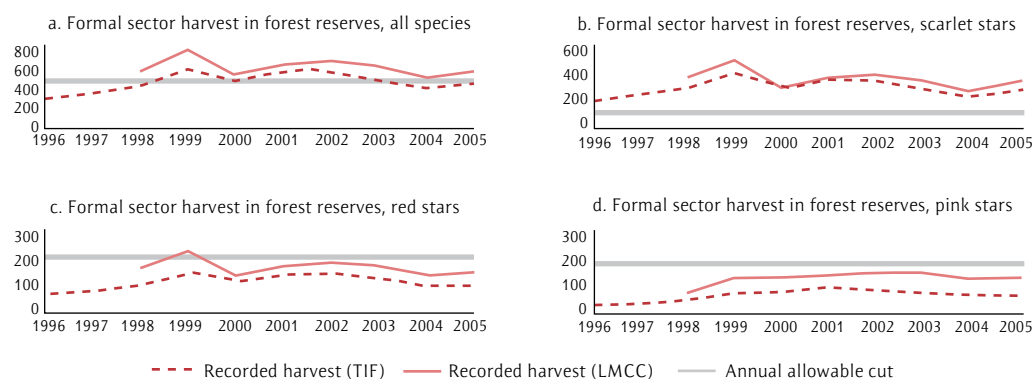 a. Formal sector harvest in forest reserves, all species
800
600
400
200
0
1996 1997 1998 1999 2000 2001 2002 2003 2004 2005
b. Formal sector harvest in forest reserves, scarlet stars
600
400
200
0
1996 1997 1998 1999 2000 2001 2002 2003 2004 2005
c. Formal sector harvest in forest reserves, red stars
300
200
100
0
1996 1997 1998 1999 2000 2001 2002 2003 2004 2005
d. Formal sector harvest in forest reserves, pink stars
300
200
100
0
1996 1997 1998 1999 2000 2001 2002 2003 2004 2005
Recorded harvest (TIF) Recorded harvest (LMCC) Annual allowable cut